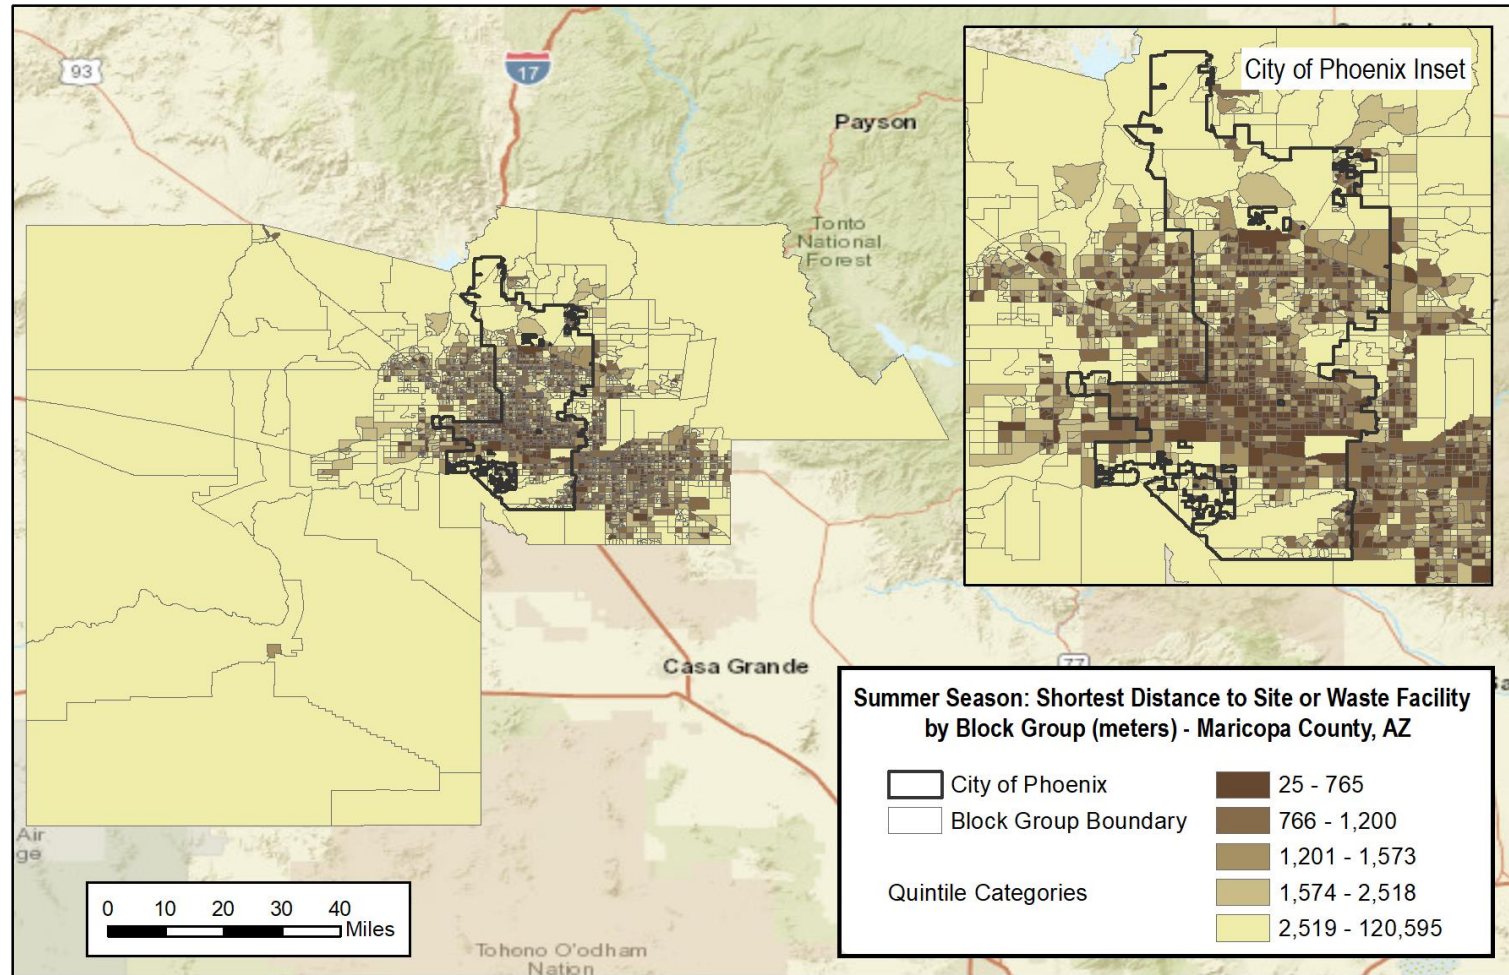 93
17
City of Phoenix Inset
Payson
Tonto
National
Forest
Casa Grande
77
Summer Season: Shortest Distance to Site or Waste Facility
by Block Group (meters) - Maricopa County, AZ
City of Phoenix
Block Group Boundary
Quintile Categories
25 - 765
766 - 1,200
1,201 - 1,573
1,574 - 2,518
2,519 - 120,595
Air
ge
0 10 20 30 40
Miles
Tohono O'odham
Nation